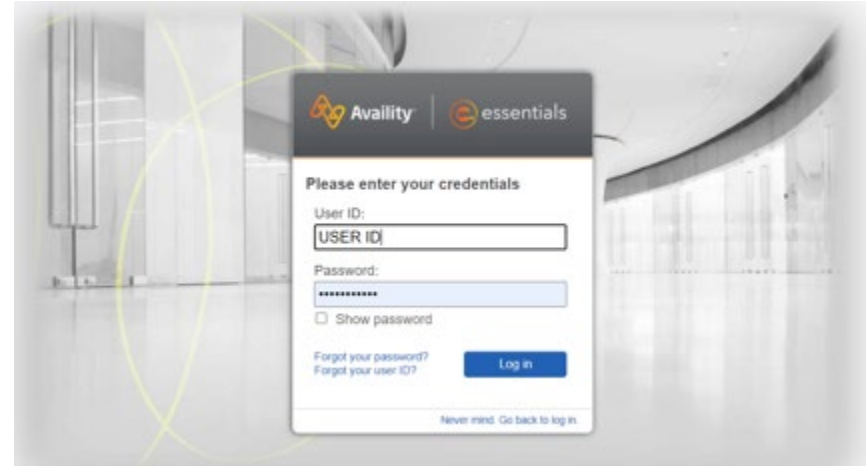 Availity essentials
Please enter your credentials
User ID:
USER ID
Password:
•••••••••••
Show password
Forgot your password?
Forgot your user ID?
Log in
Never mind. Go back to log in.